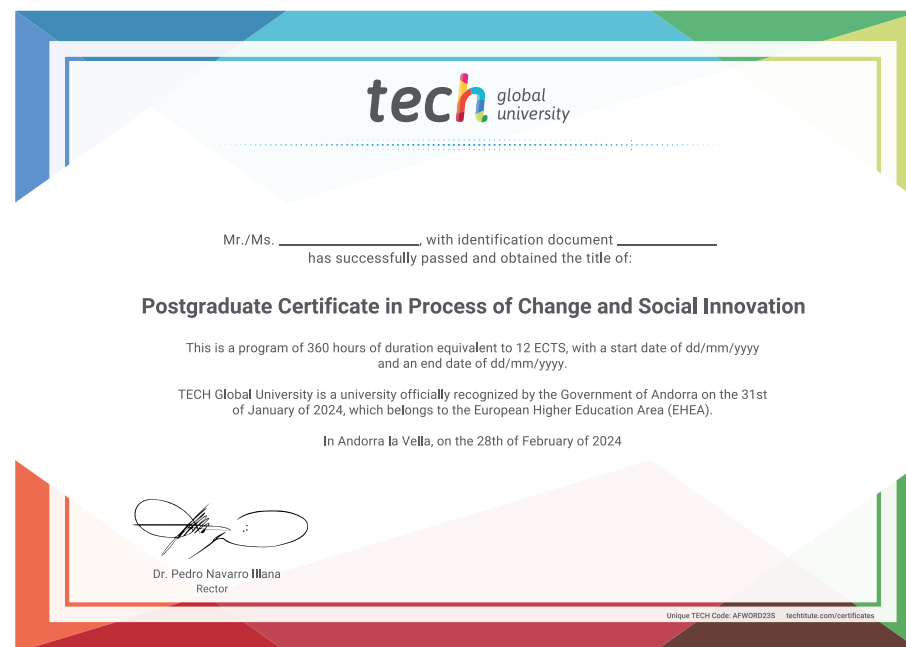 tech global university
Mr./Ms. ____________________, with identification document ______________
has successfully passed and obtained the title of:
Postgraduate Certificate in Process of Change and Social Innovation
This is a program of 360 hours of duration equivalent to 12 ECTS, with a start date of dd/mm/yyyy
and an end date of dd/mm/yyyy.
TECH Global University is a university officially recognized by the Government of Andorra on the 31st
of January of 2024, which belongs to the European Higher Education Area (EHEA).
In Andorra la Vella, on the 28th of February of 2024
Dr. Pedro Navarro Illana
Rector
Unique TECH Code: AFWORD23S techtitute.com/certificates